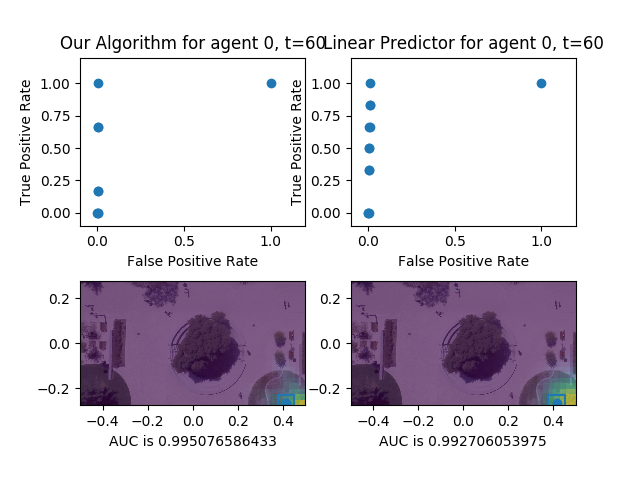 Our Algorithm for agent 0, t=60
Linear Predictor for agent 0, t=60
True Positive Rate
1.00
0.75
0.50
0.25
0.00
0.0 0.5 1.0
False Positive Rate
True Positive Rate
1.00
0.75
0.50
0.25
0.00
0.0 0.5 1.0
False Positive Rate
0.2
0.0
−0.2
−0.4 −0.2 0.0 0.2 0.4
AUC is 0.995076586433
0.2
0.0
−0.2
−0.4 −0.2 0.0 0.2 0.4
AUC is 0.992706053975